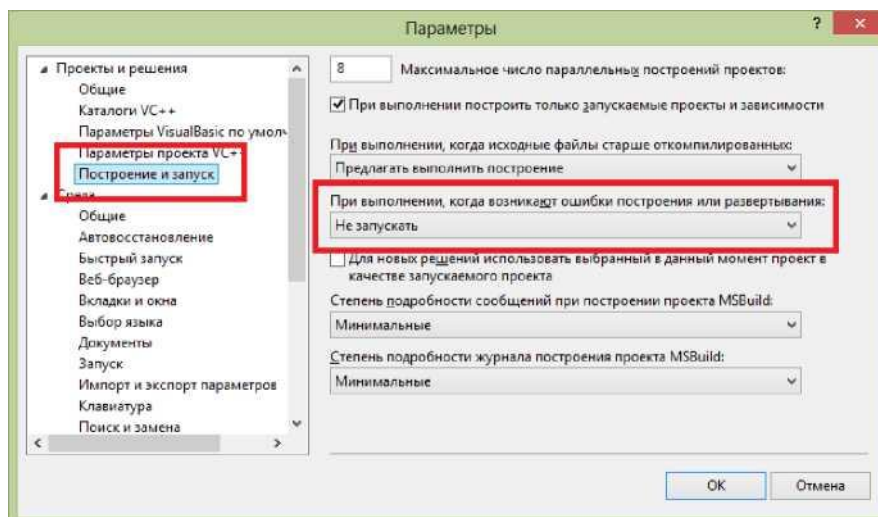 Параметры
?
×
Проекты и решения
Общие
Каталоги VC++
Параметры VisualBasic по умолч
Параметры проекта VC+
Построение и запуск
Среда
Общие
Автовосстановление
Быстрый запуск
Веб-браузер
Вкладки и окна
Выбор языка
Документы
Запуск
Импорт и экспорт параметров
Клавиатура
Поиск и замена
8 Максимальное число параллельных построений проектов:
При выполнении построить только запускаемые проекты и зависимости
При выполнении, когда исходные файлы старше откомпилированных:
Предлагать выполнить построение
При выполнении, когда возникают ошибки построения или развертывания:
Не запускать
Для новых решений использовать выбранный в данный момент проект в
качестве запускаемого проекта
Степень подробности сообщений при построении проекта MSBuild:
Минимальные
Степень подробности журнала построения проекта MSBuild:
Минимальные
OK Отмена